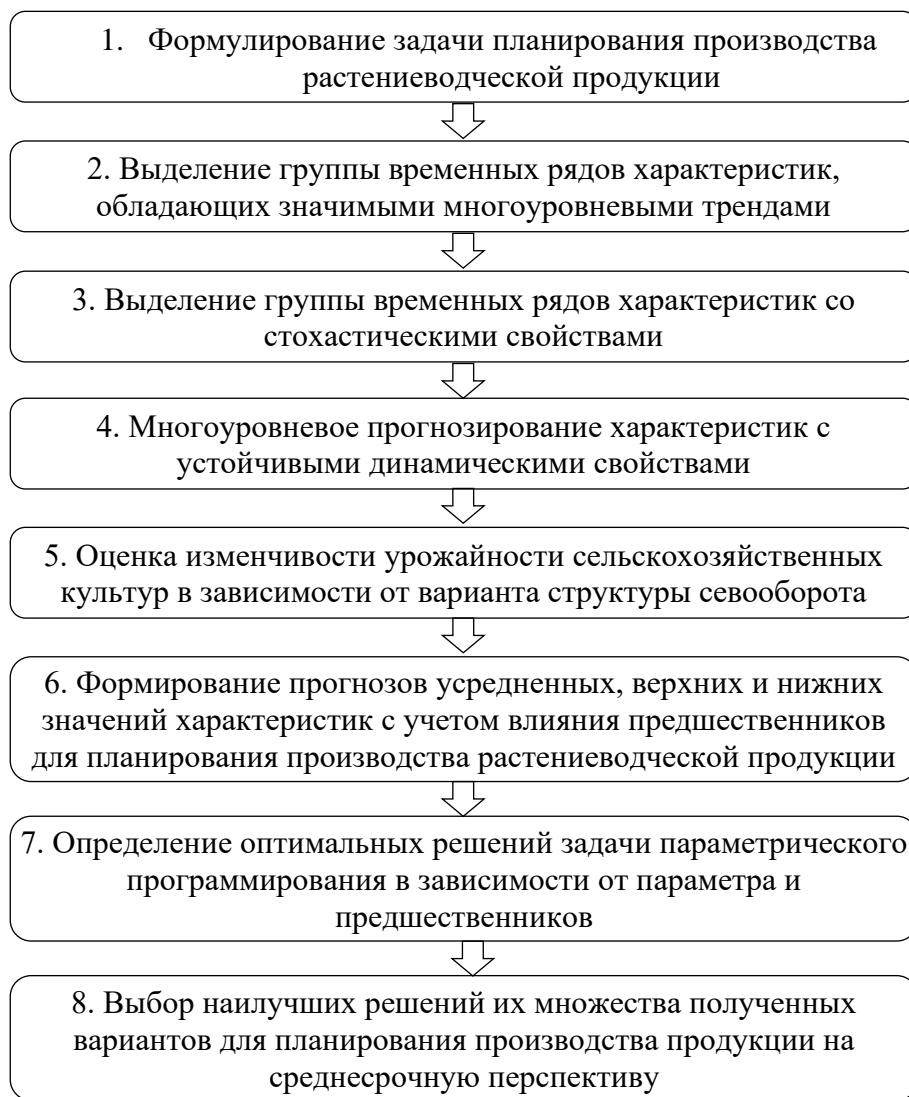 1. Формулирование задачи планирования производства
растениеводческой продукции
2. Выделение группы временных рядов характеристик,
обладающих значимыми многоуровневыми трендами
3. Выделение группы временных рядов характеристик со
стохастическими свойствами
4. Многоуровневое прогнозирование характеристик с
устойчивыми динамическими свойствами
5. Оценка изменчивости урожайности сельскохозяйственных
культур в зависимости от варианта структуры севооборота
6. Формирование прогнозов усредненных, верхних и нижних
значений характеристик с учетом влияния предшественников
для планирования производства растениеводческой продукции
7. Определение оптимальных решений задачи параметрического
программирования в зависимости от параметра и
предшественников
8. Выбор наилучших решений их множества полученных
вариантов для планирования производства продукции на
среднесрочную перспективу